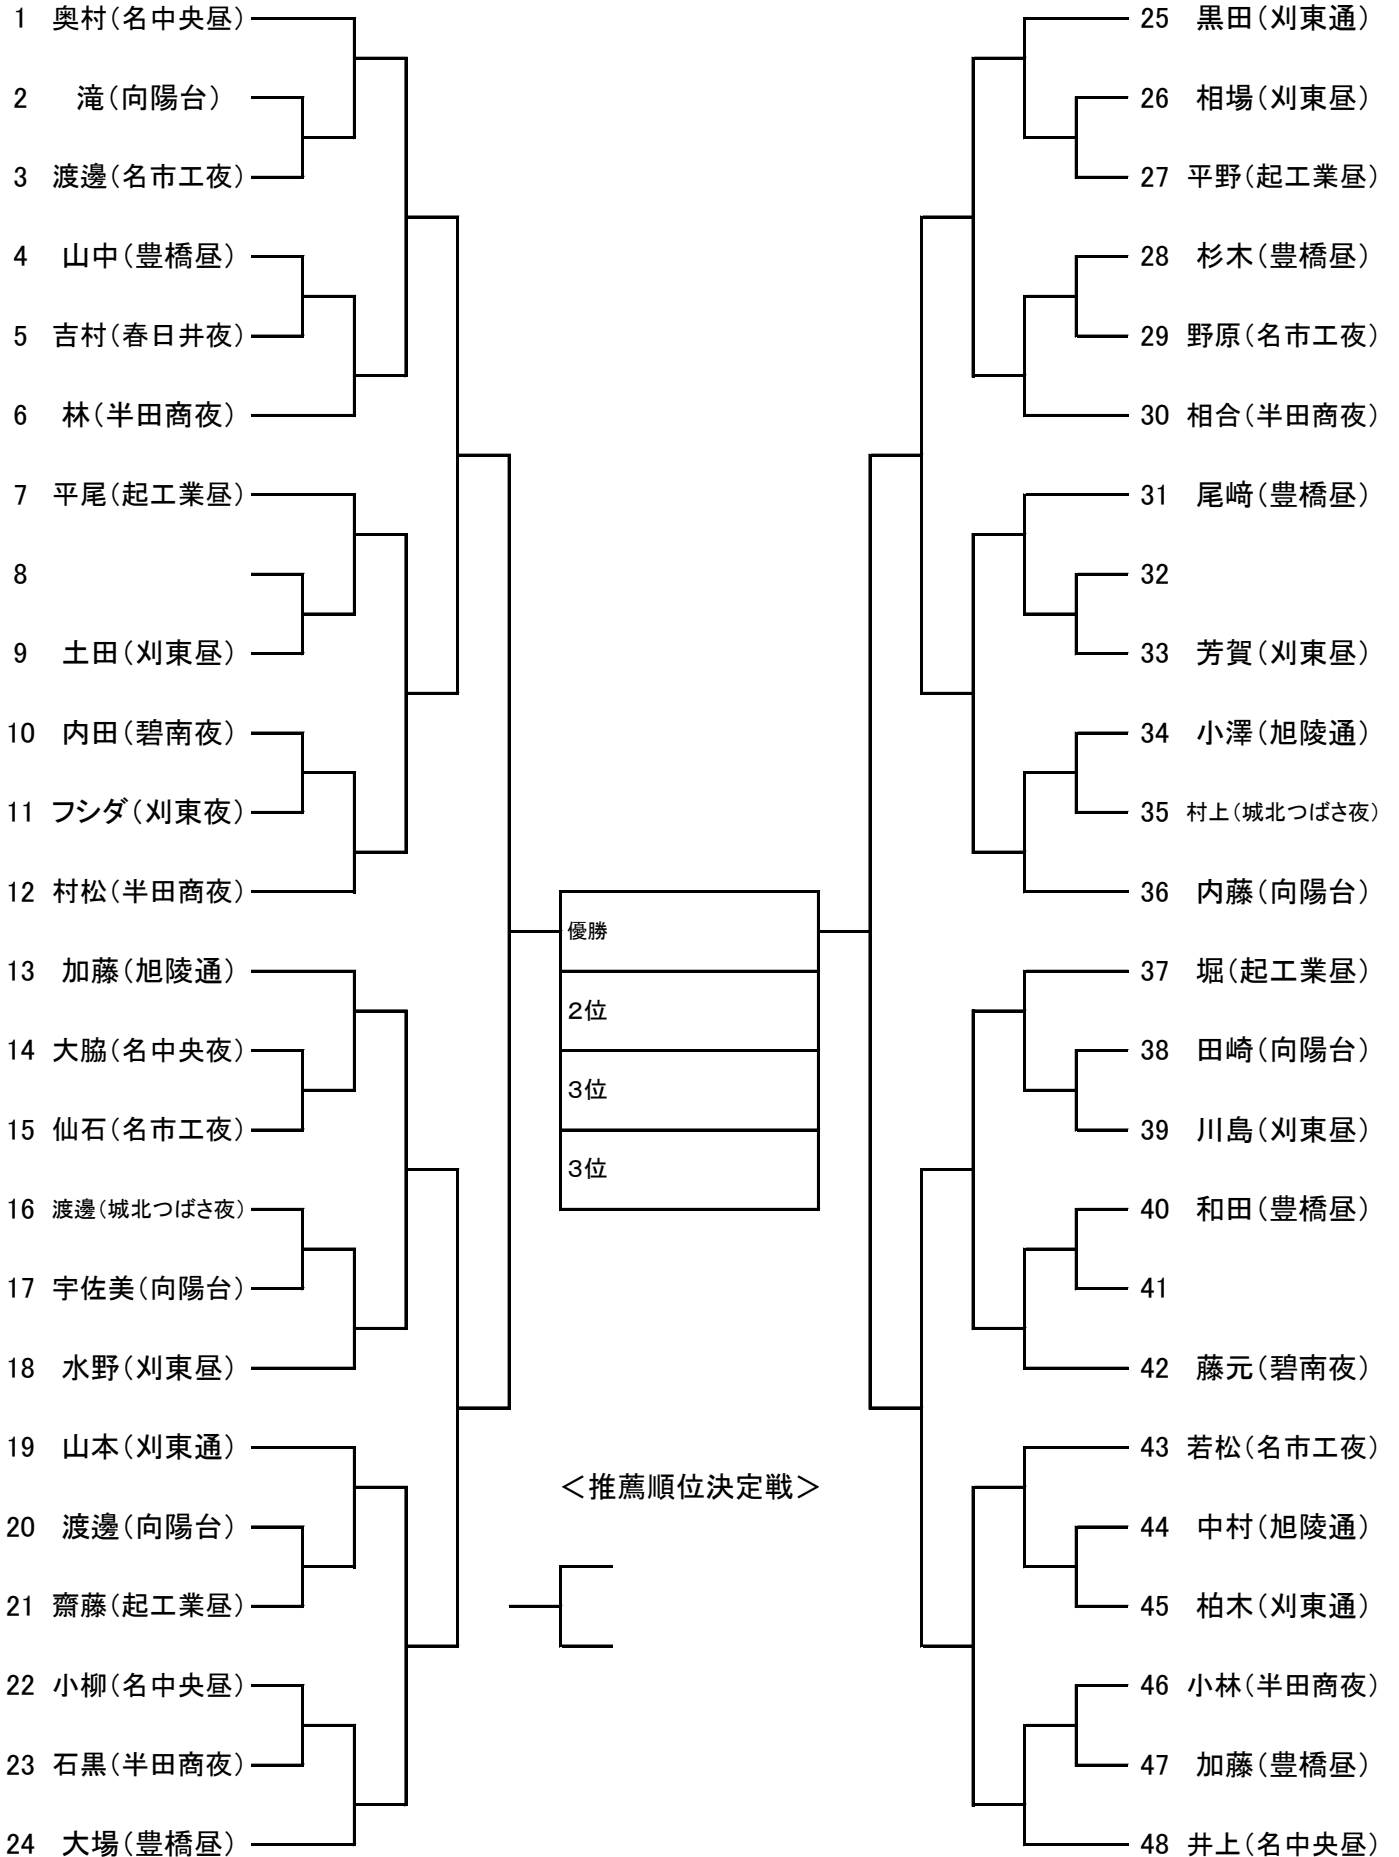 1 奥村(名中央昼)
2 滝(向陽台)
3 渡邊(名市工夜)
4 山中(豊橋昼)
5 吉村(春日井夜)
6 林(半田商夜)
7 平尾(起工業昼)
8
9 土田(刈東昼)
10 内田(碧南夜)
11 フシダ(刈東夜)
12 村松(半田商夜)
13 加藤(旭陵通)
14 大脇(名中央夜)
15 仙石(名市工夜)
16 渡邊(城北つばさ夜)
17 宇佐美(向陽台)
18 水野(刈東昼)
19 山本(刈東通)
20 渡邊(向陽台)
21 齋藤(起工業昼)
22 小柳(名中央昼)
23 石黒(半田商夜)
24 大場(豊橋昼)
優勝
2位
3位
3位
<推薦順位決定戦>
25 黒田(刈東通)
26 相場(刈東昼)
27 平野(起工業昼)
28 杉木(豊橋昼)
29 野原(名市工夜)
30 相合(半田商夜)
31 尾﨑(豊橋昼)
32
33 芳賀(刈東昼)
34 小澤(旭陵通)
35 村上(城北つばさ夜)
36 内藤(向陽台)
37 堀(起工業昼)
38 田崎(向陽台)
39 川島(刈東昼)
40 和田(豊橋昼)
41
42 藤元(碧南夜)
43 若松(名市工夜)
44 中村(旭陵通)
45 柏木(刈東通)
46 小林(半田商夜)
47 加藤(豊橋昼)
48 井上(名中央昼)